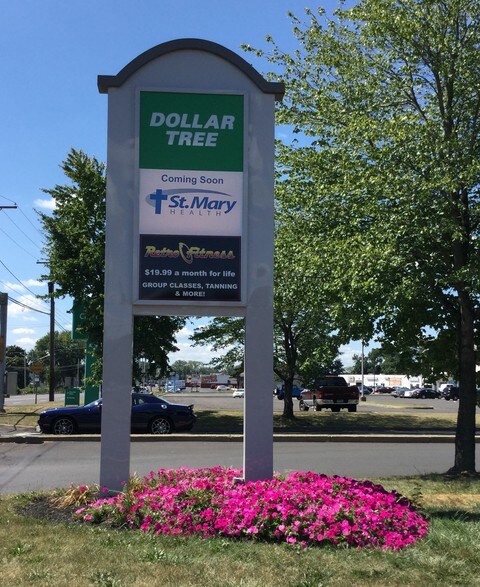 DOLLAR
TREE
Coming Soon
St. Mary
HEALTH
Retro Fitness
$19.99 a month for life
GROUP CLASSES, TANNING
& MORE!